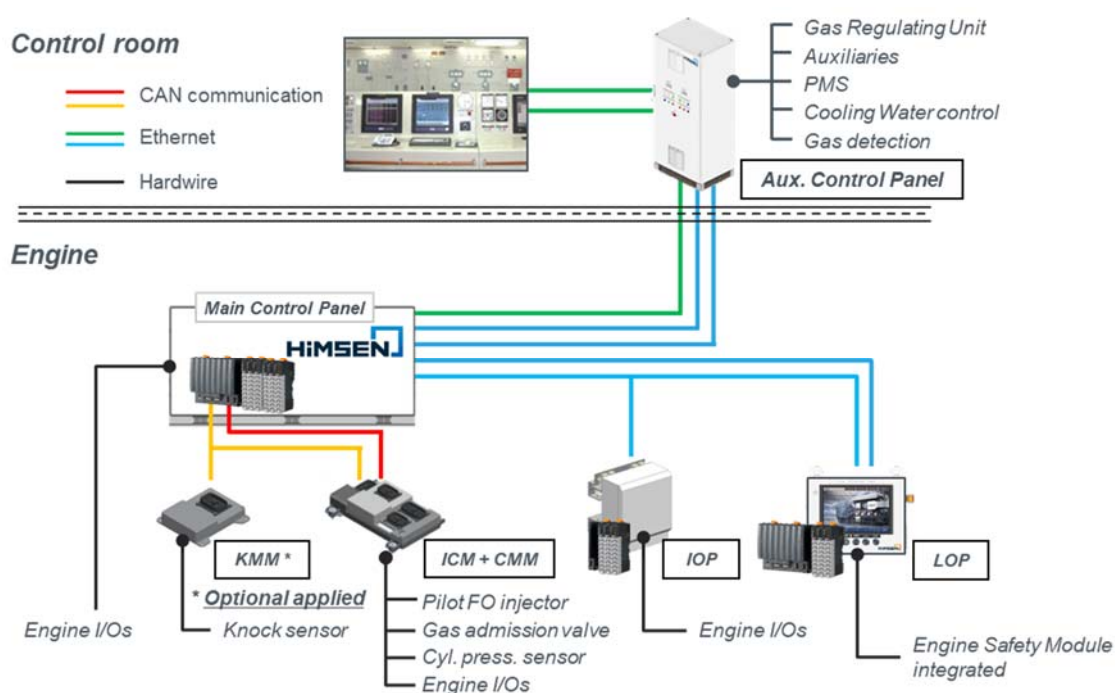 Control room
CAN communication
Ethernet
Hardwire
Gas Regulating Unit
Auxiliaries
PMS
Cooling Water control
Gas detection
Aux. Control Panel
Engine
Main Control Panel
HiMSEN
KMM *
* Optional applied
Knock sensor
ICM + CMM
Pilot FO injector
Gas admission valve
Cyl. press. sensor
Engine I/Os
IOP
Engine I/Os
LOP
HiMSEN
Engine Safety Module
integrated
Engine I/Os